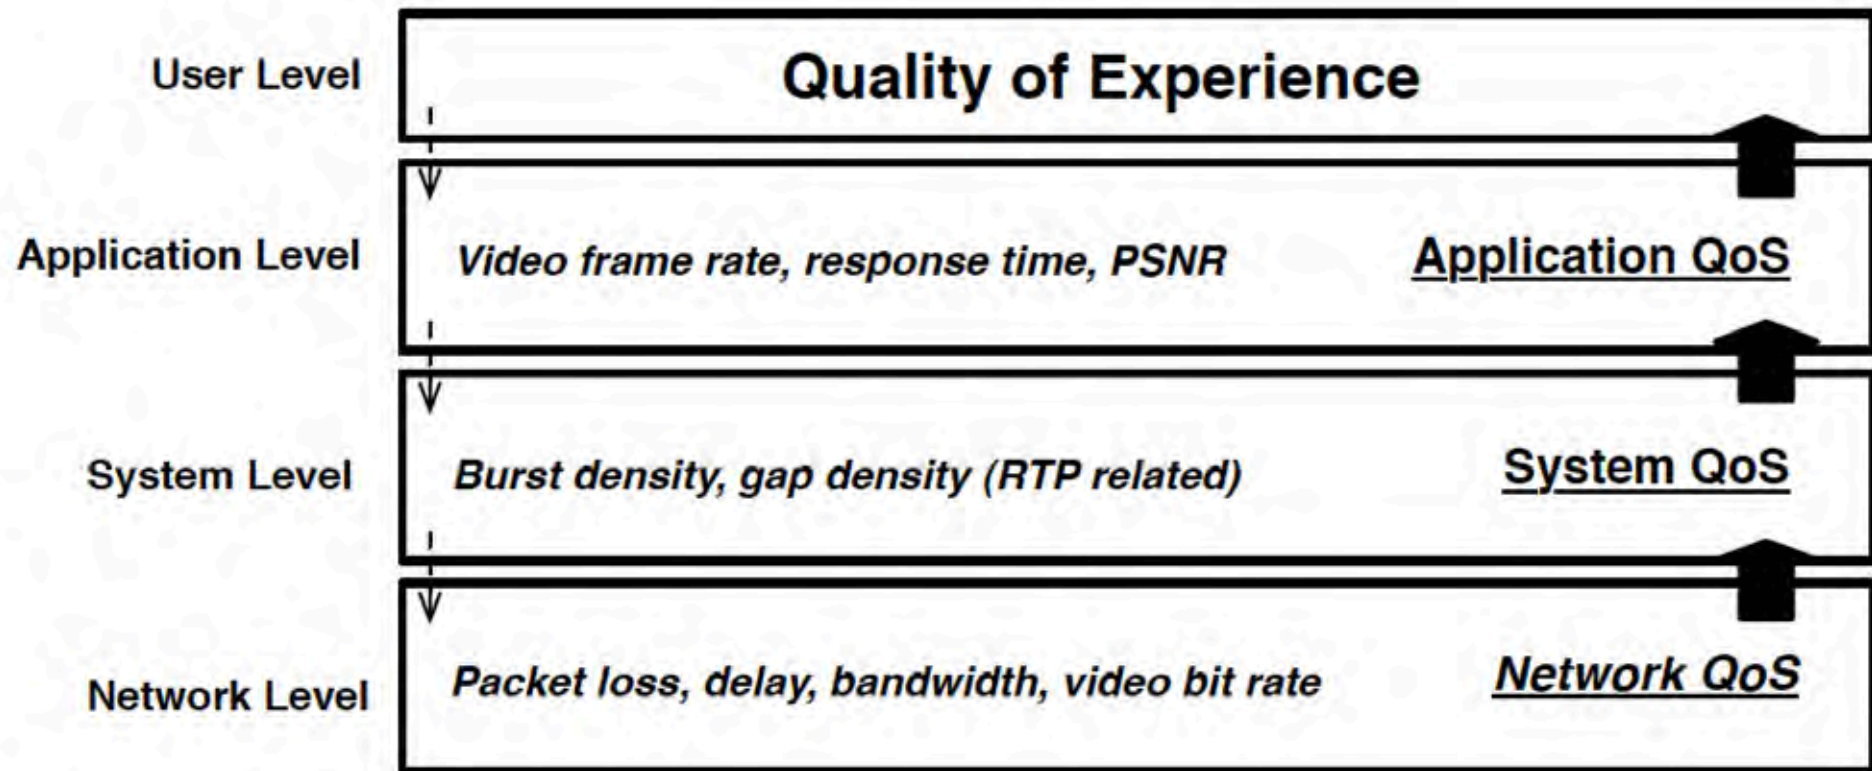 User Level
Quality of Experience
Application Level
Video frame rate, response time, PSNR
Application QoS
System Level
Burst density, gap density (RTP related)
System QoS
Network Level
Packet loss, delay, bandwidth, video bit rate
Network QoS